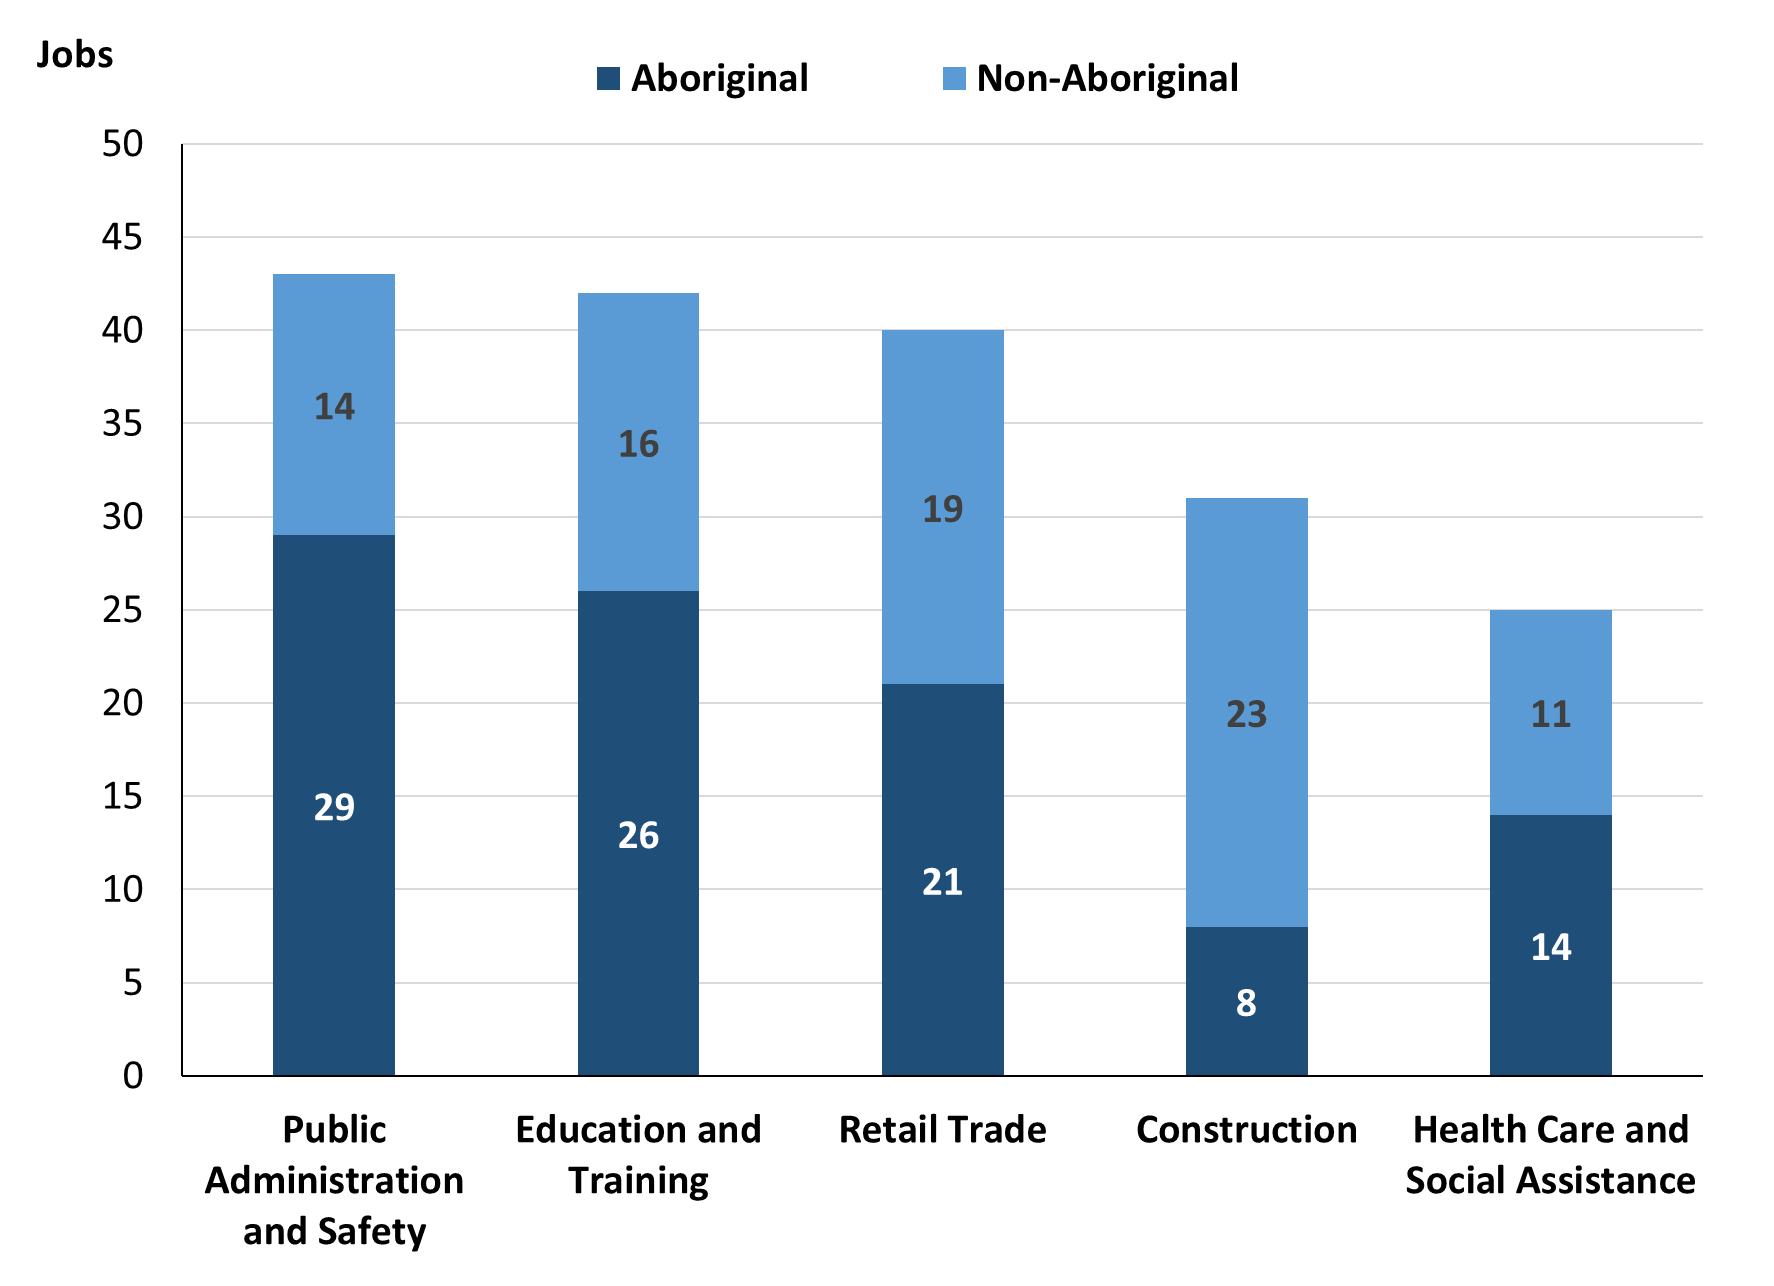 Jobs
Aboriginal
Non-Aboriginal
50
45
40
35
30
25
20
15
10
5
0
14
16
19
23
11
29
26
21
8
14
Public
Administration
and Safety
Education and
Training
Retail Trade
Construction
Health Care and
Social Assistance